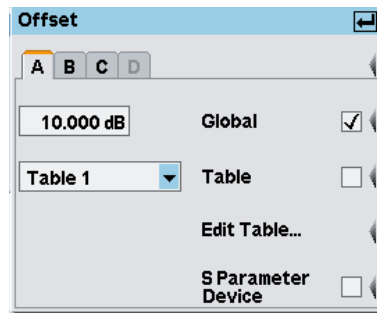 Offset
A B C D
10.000 dB Global
Table 1 Table
Edit Table...
S Parameter
Device